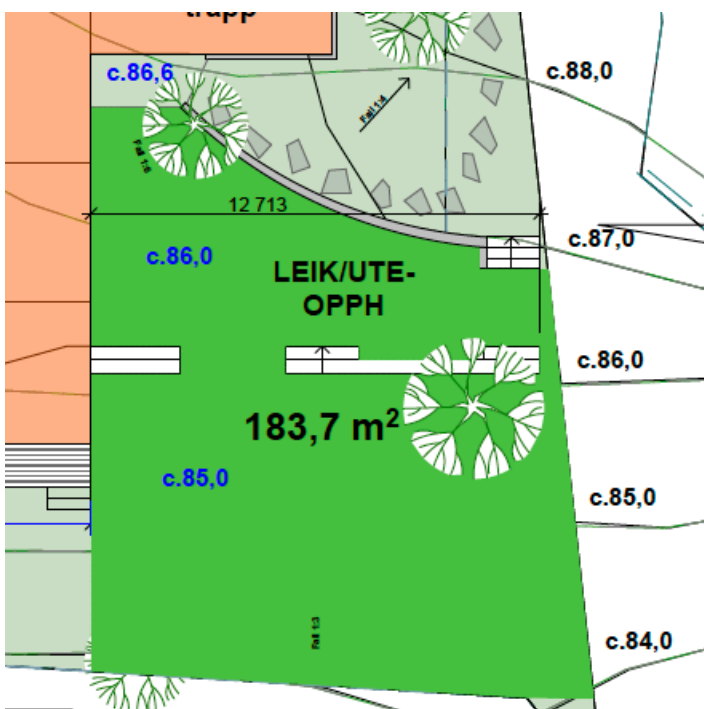 trapp
c.86,6
c.88,0
Fall 1:4
Fall 1:8
12 713
c.87,0
c.86,0
LEIK/UTE-
OPPH
c.86,0
183,7 m²
c.85,0
c.85,0
Fall 1:3
c.84,0